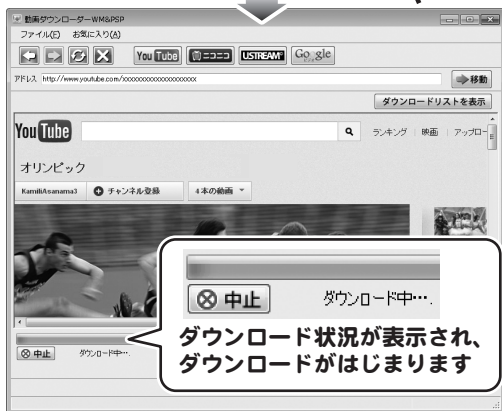 動画ダウンローダーWM&PSP
ファイル(F) お気に入り(A)
You Tube ニコニコ USTREAM Google
アドレス http://www.youtube.com/xxxxxxxxxxxxxxxxxxxx 移動
ダウンロードリストを表示
You Tube ランキング 映画 アップロー
オリンピック
KamiliAsanama3 チャンネル登録 4本の動画
中止 ダウンロード中….
中止 ダウンロード中….
ダウンロード状況が表示され、
ダウンロードがはじまります